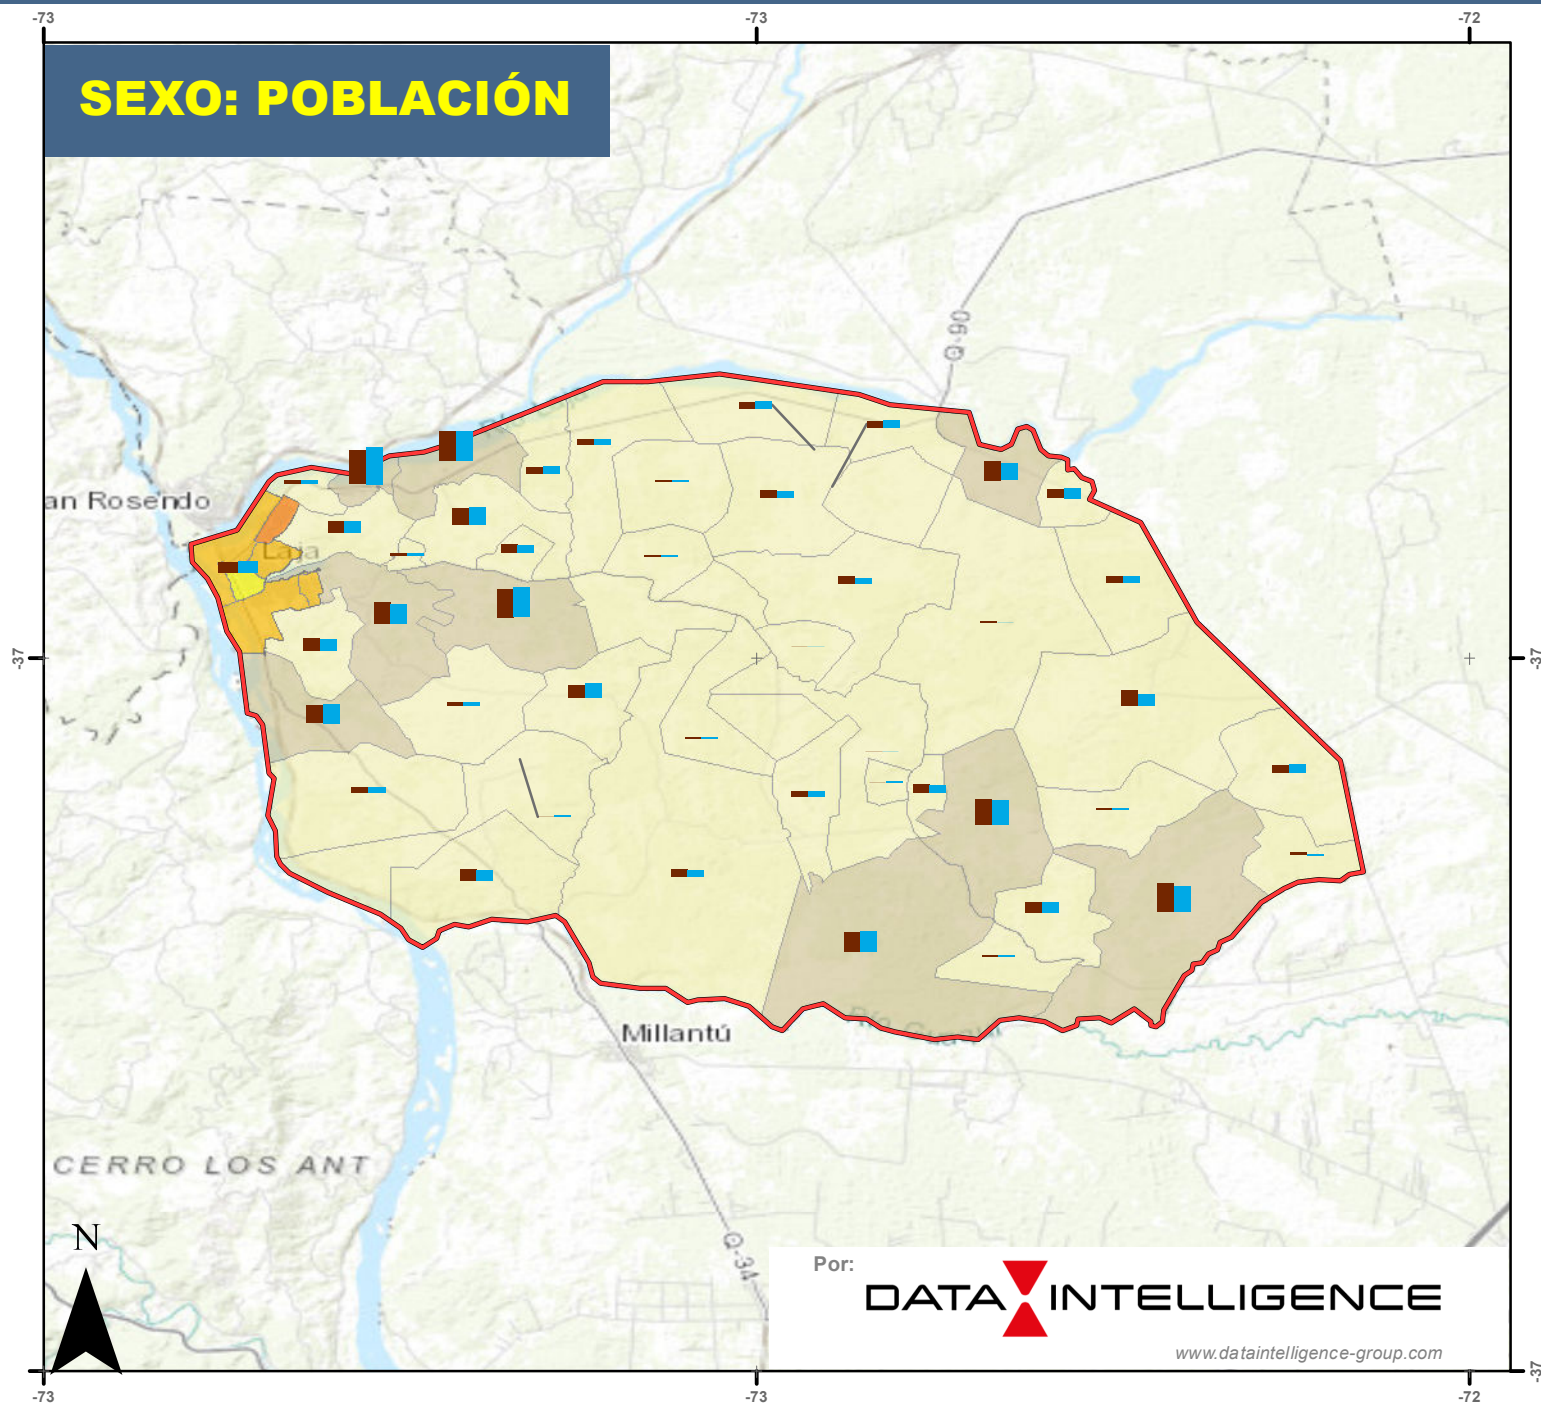 -73
-73
-72
SEXO: POBLACIÓN
Q-90
an Rosendo
Laja
-37
-37
Millantú
CERRO LOS ANT
N
Q-34
Por:
DATA INTELLIGENCE
www.dataintelligence-group.com
-37
-73
-73
-72